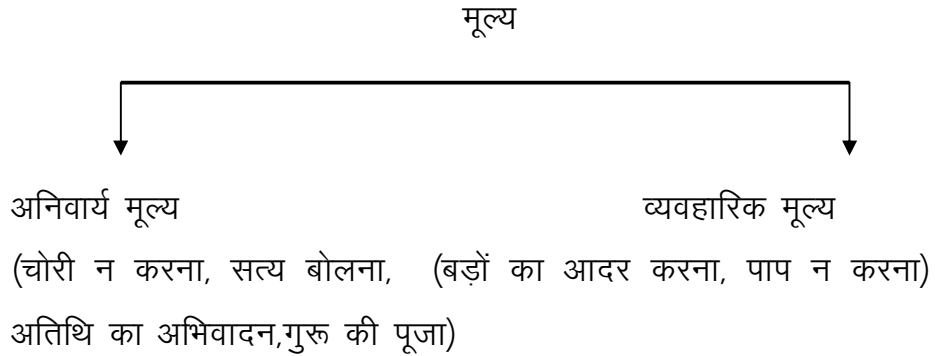 मूल्य
अनिवार्य मूल्य व्यवहारिक मूल्य
(चोरी न करना, सत्य बोलना, (बड़ों का आदर करना, पाप न करना)
अतिथि का अभिवादन,गुरू की पूजा)